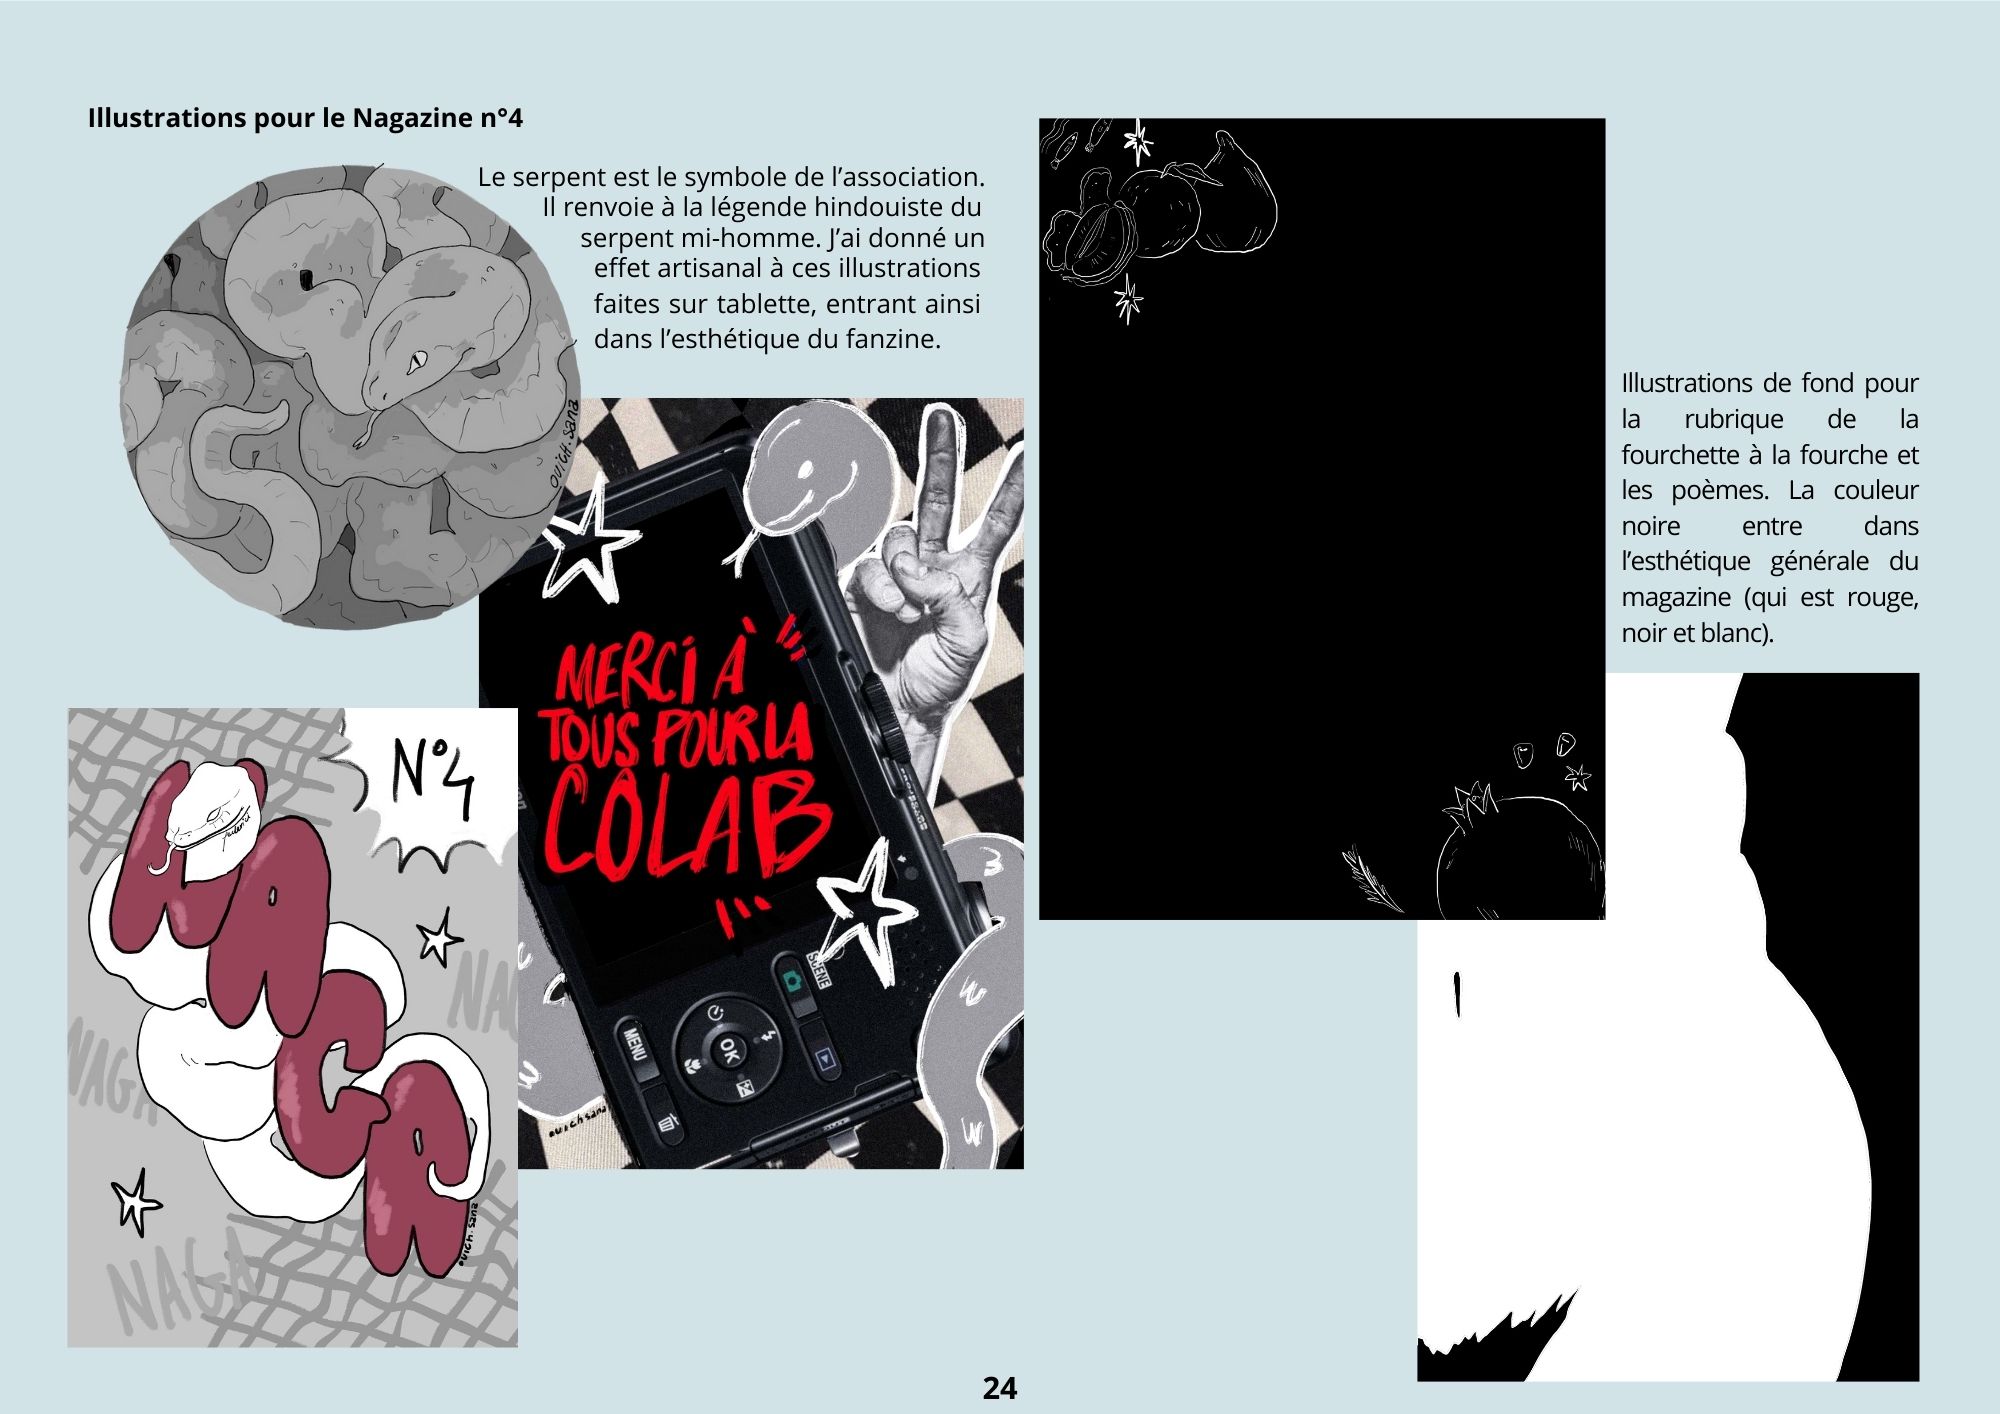 Illustrations pour le Nagazine n°4
Le serpent est le symbole de l’association.
Il renvoie à la légende hindouiste du
serpent mi-homme. J’ai donné un
effet artisanal à ces illustrations
faites sur tablette, entrant ainsi
dans l’esthétique du fanzine.
ouich.sana
MERCi À
TOUS POUR LA
CÔLAB
SCENE
MENU
OK
ouichsana
N°4
NAGA
NAG
NAGA
NAGA
ouich.sana
Illustrations de fond pour
la rubrique de la
fourchette à la fourche et
les poèmes. La couleur
noire entre dans
l’esthétique générale du
magazine (qui est rouge,
noir et blanc).
24